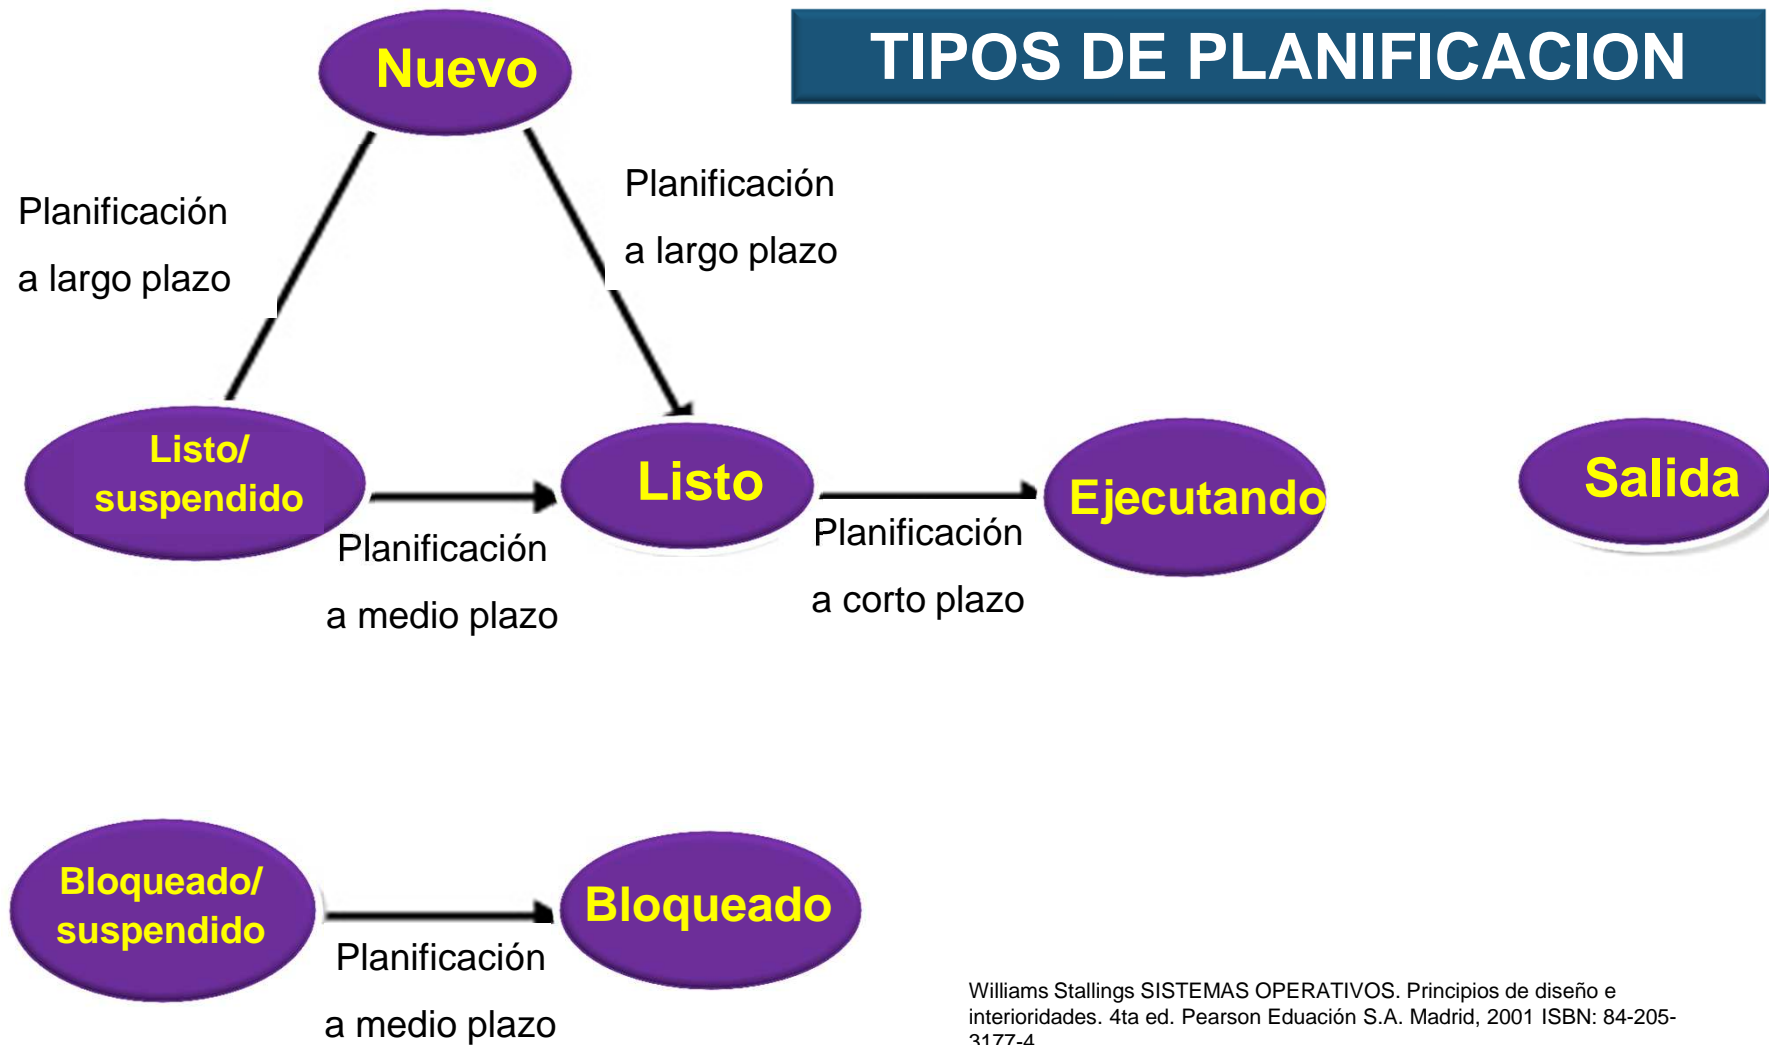 TIPOS DE PLANIFICACION
Nuevo
Planificación
a largo plazo
Planificación
a largo plazo
Listo/
suspendido
Planificación
a medio plazo
Listo
Planificación
a corto plazo
Ejecutando
Salida
Bloqueado/
suspendido
Planificación
a medio plazo
Bloqueado
Williams Stallings SISTEMAS OPERATIVOS. Principios de diseño e
interioridades. 4ta ed. Pearson Eduación S.A. Madrid, 2001 ISBN: 84-205-
3177-4